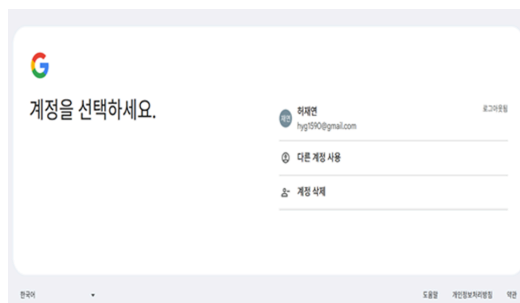 계정을 선택하세요.
재연
허재연
로그아웃됨
hyg1590@gmail.com
다른 계정 사용
계정 삭제
한국어
도움말 개인정보처리방침 약관